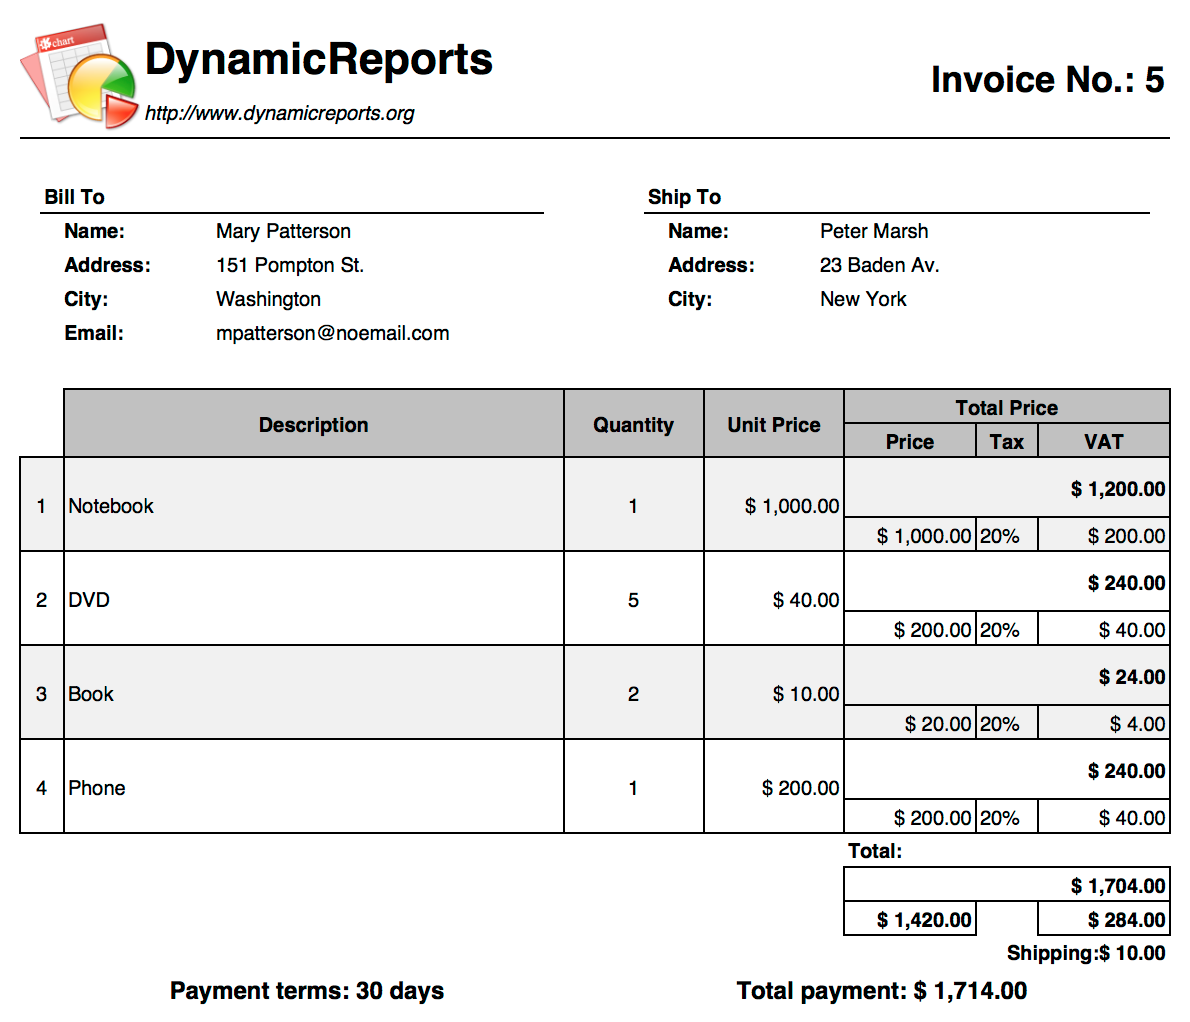 chart
DynamicReports
http://www.dynamicreports.org
Invoice No.: 5
Bill To
Name: Mary Patterson
Address: 151 Pompton St.
City: Washington
Email: mpatterson@noemail.com
Ship To
Name: Peter Marsh
Address: 23 Baden Av.
City: New York
Description Quantity Unit Price Total Price
Price Tax VAT
$ 1,200.00
1 Notebook 1 $ 1,000.00
$ 1,000.00 20% $ 200.00
$ 240.00
2 DVD 5 $ 40.00
$ 200.00 20% $ 40.00
$ 24.00
3 Book 2 $ 10.00
$ 20.00 20% $ 4.00
$ 240.00
4 Phone 1 $ 200.00
$ 200.00 20% $ 40.00
Total:
$ 1,704.00
$ 1,420.00 $ 284.00
Shipping:$ 10.00
Payment terms: 30 days Total payment: $ 1,714.00